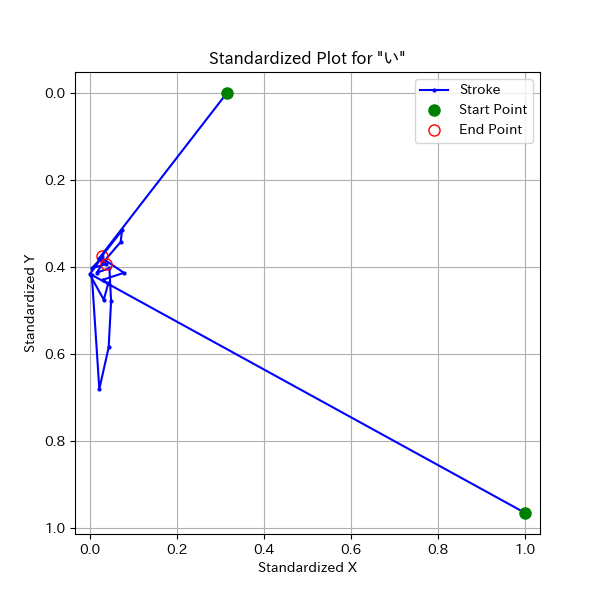 Standardized Plot for "い"
Stroke
Start Point
End Point
0.0
0.2
0.4
0.6
0.8
1.0
Standardized Y
0.0 0.2 0.4 0.6 0.8 1.0
Standardized X